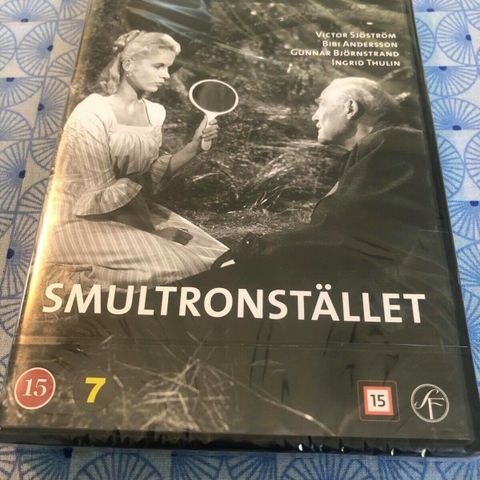 VICTOR SJÖSTRÖM
BIBI ANDERSSON
GUNNAR BJÖRNSTRAND
INGRID THULIN
SMULTRONSTÄLLET
15
7
15
SF